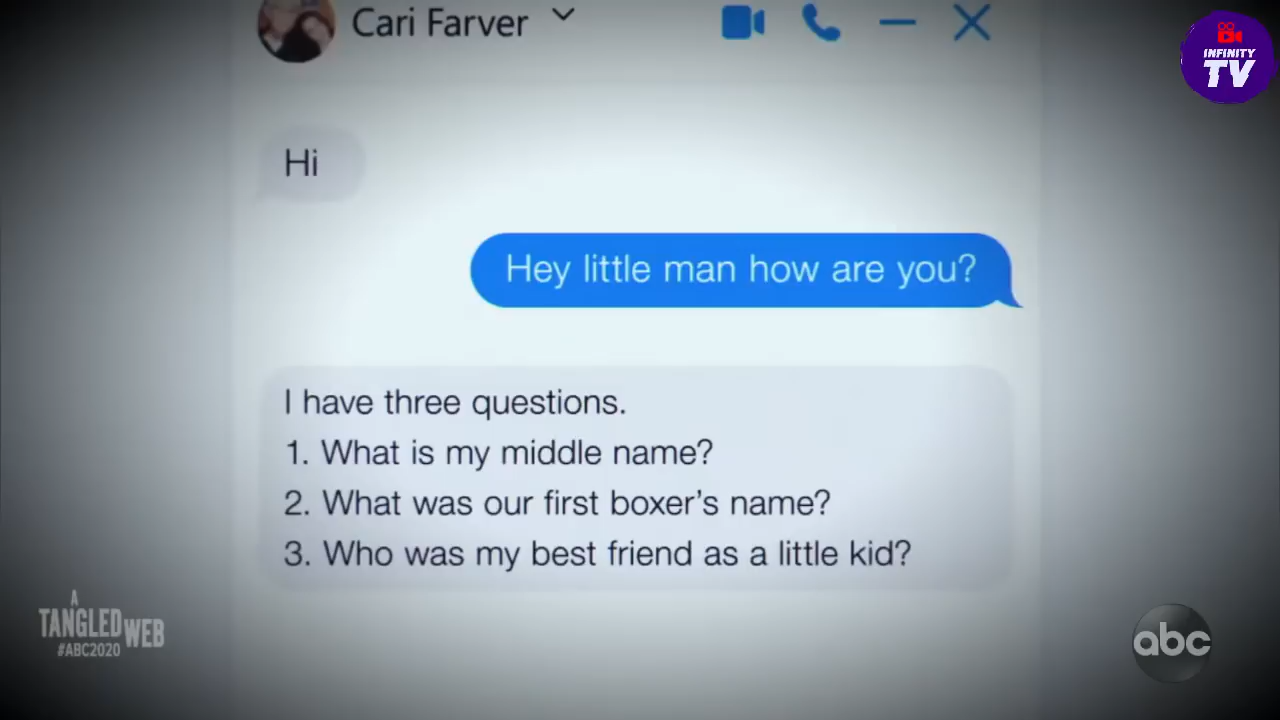 Cari Farver
INFINITY
TV
Hi
Hey little man how are you?
I have three questions.
1. What is my middle name?
2. What was our first boxer's name?
3. Who was my best friend as a little kid?
A
TANGLED WEB
#ABC2020
abc